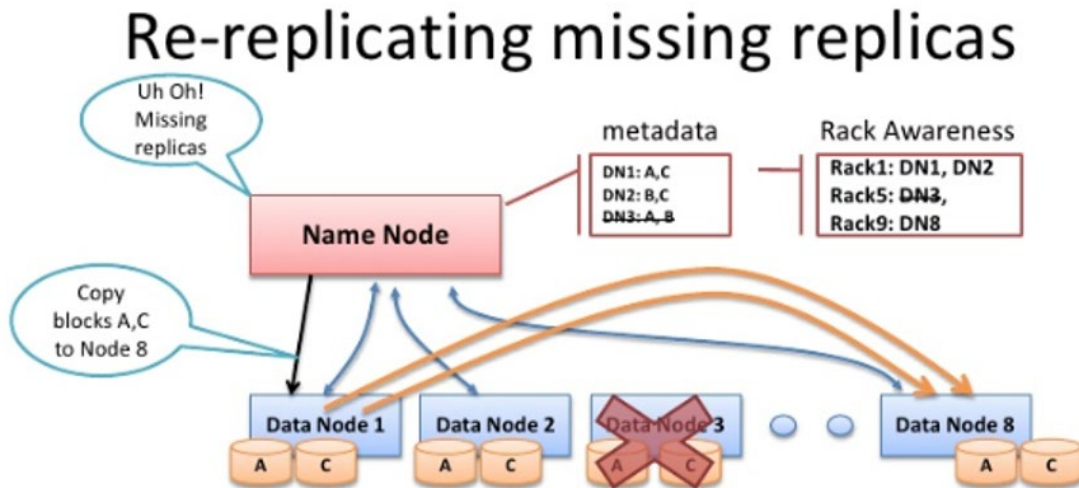 Re-replicating missing replicas
Uh Oh!
Missing
replicas
metadata
DN1: A,C
DN2: B,C
DN3: A, B
Rack Awareness
Rack1: DN1, DN2
Rack5: DN3,
Rack9: DN8
Name Node
Copy
blocks A,C
to Node 8
Data Node 1
Data Node 2
Data Node 3
Data Node 8
A C
A C
A C
A C